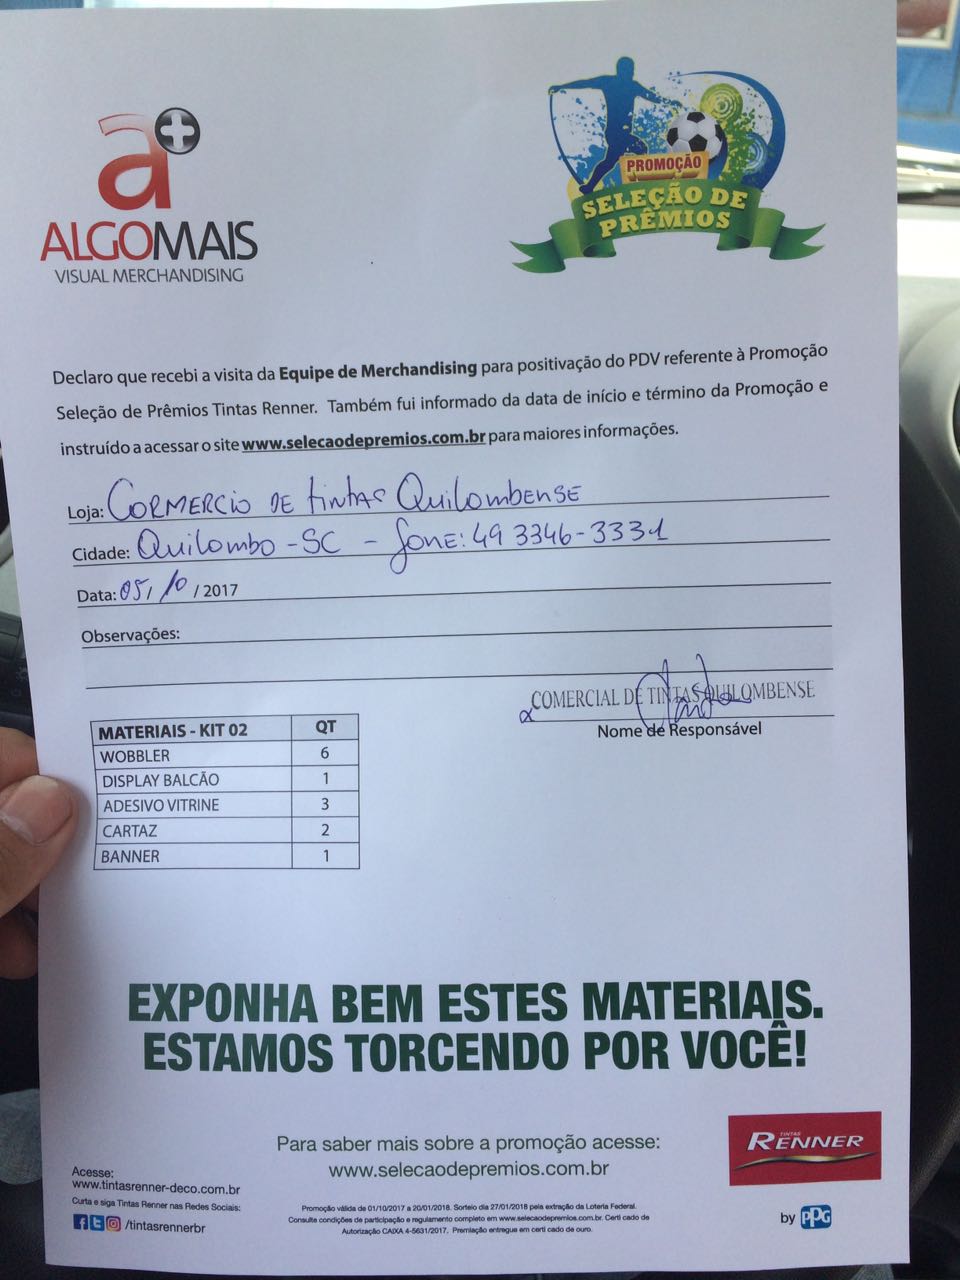 a+
ALGOMAIS
VISUAL MERCHANDISING
PROMOÇÃO
SELEÇÃO DE
PRÊMIOS
Declaro que recebi a visita da Equipe de Merchandising para positivação do PDV referente à Promoção
Seleção de Prêmios Tintas Renner. Também fui informado da data de início e término da Promoção e
instruído a acessar o site www.selecaodepremios.com.br para maiores informações.
Loja: CORMERCIO DE tintas Quilombense
Cidade: Quilombo - SC - fone: 49 3346-3331
Data: 05/10/2017
Observações:
COMERCIAL DE TINTAS QUILOMBENSE
Nome de Responsável
MATERIAIS - KIT 02 QT
WOBBLER 6
DISPLAY BALCÃO 1
ADESIVO VITRINE 3
CARTAZ 2
BANNER 1
EXPONHA BEM ESTES MATERIAIS.
ESTAMOS TORCENDO POR VOCÊ!
Para saber mais sobre a promoção acesse:
www.selecaodepremios.com.br
TINTAS
RENNER
by PPG
Acesse:
www.tintasrenner-deco.com.br
Curta e siga Tintas Renner nas Redes Sociais:
/tintasrennerbr
Promoção válida de 01/10/2017 a 20/01/2018. Sorteio dia 27/01/2018 pela extração da Loteria Federal.
Consulte condições de participação e regulamento completo em www.selecaodepremios.com.br. Certi cado de
Autorização CAIXA 4-5631/2017. Premiação entregue em certi cado de ouro.